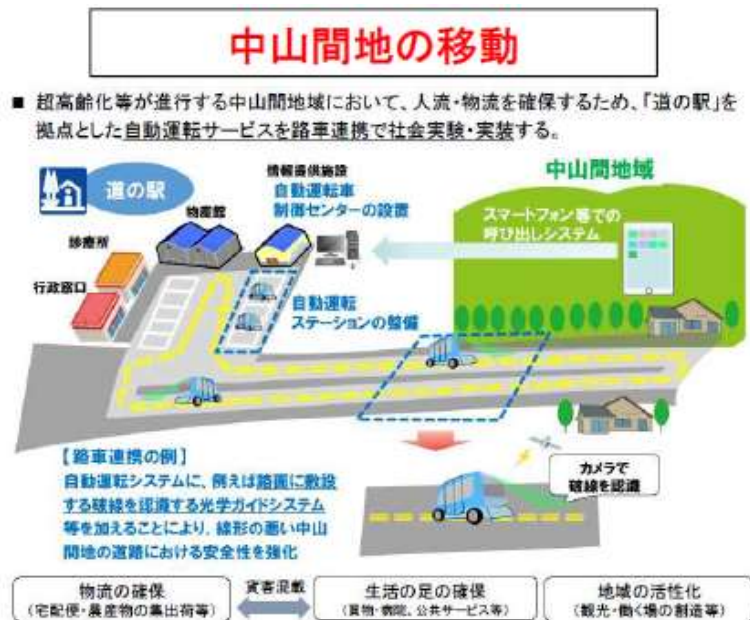 中山間地の移動
■ 超高齢化等が進行する中山間地域において、人流・物流を確保するため、「道の駅」を
拠点とした自動運転サービスを路車連携で社会実験・実装する。
道の駅
情報提供施設
自動運転車
制御センターの設置
物産館
診療所
行政窓口
自動運転
ステーションの整備
中山間地域
スマートフォン等での
呼び出しシステム
【路車連携の例】
自動運転システムに、例えば路面に敷設
する破線を認識する光学ガイドシステム
等を加えることにより、線形の悪い中山
間地の道路における安全性を強化
カメラで
破線を認識
物流の確保
(宅配便・農産物の集出荷等)
貨客混載
生活の足の確保
(買物・病院、公共サービス等)
地域の活性化
(観光・働く場の創造等)